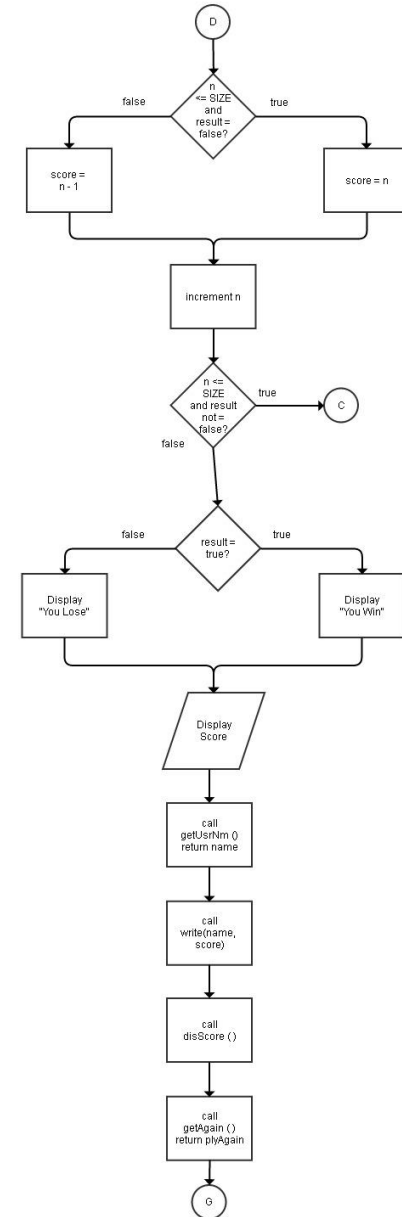 D
n
<= SIZE
and
result =
false?
false
true
score =
n - 1
score = n
increment n
n <=
SIZE
and result
not =
false?
true
C
false
result =
true?
false
true
Display
"You Lose"
Display
"You Win"
Display
Score
call
getUsrNm ()
return name
call
write(name,
score)
call
disScore ( )
call
getAgain ( )
return plyAgain
G